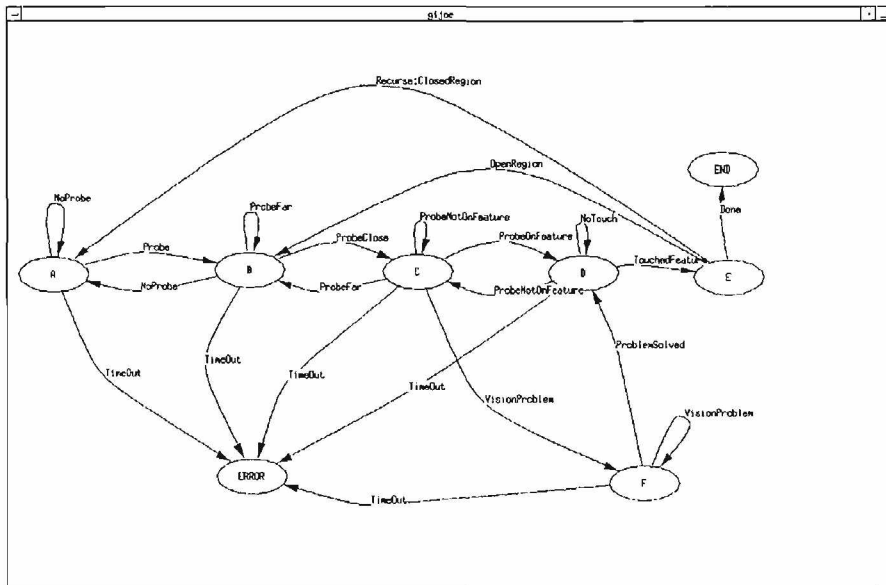 gijoe
Recurse:ClosedRegion
OpenRegion
END
NoProbe
ProbeFar
ProbeNotOnFeature
NoTouch
Done
Probe
ProbeClose
ProbeOnFeature
TouchedFeature
A
B
C
D
E
NoProbe
ProbeFar
ProbeNotOnFeature
ProblemSolved
TimeOut
TimeOut
TimeOut
TimeOut
VisionProblem
VisionProblem
ERROR
F
TimeOut